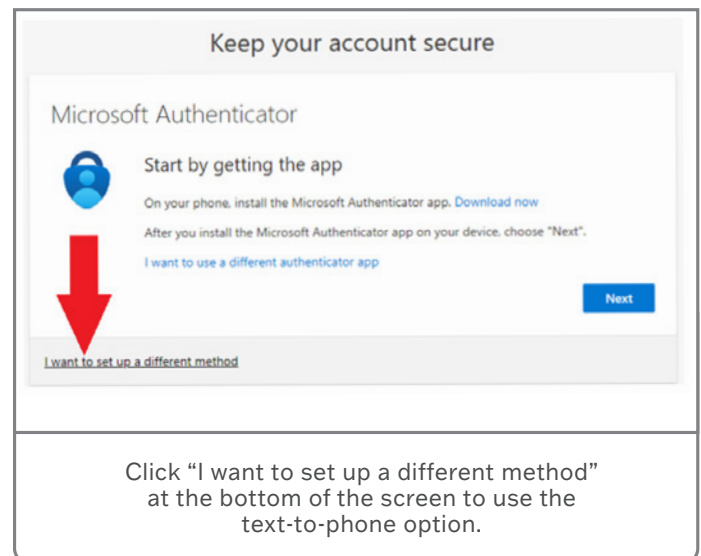 Keep your account secure
Microsoft Authenticator
Start by getting the app
On your phone, install the Microsoft Authenticator app. Download now
After you install the Microsoft Authenticator app on your device, choose "Next".
I want to use a different authenticator app
Next
I want to set up a different method
Click “I want to set up a different method”
at the bottom of the screen to use the
text-to-phone option.